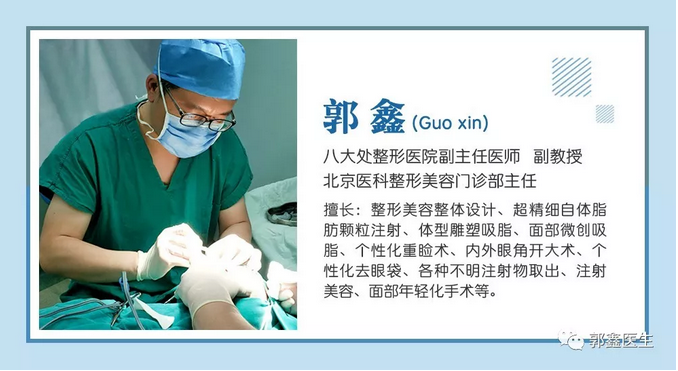 郭鑫(Guo xin)
八大处整形医院副主任医师 副教授
北京医科整形美容门诊部主任
擅长：整形美容整体设计、超精细自体脂
肪颗粒注射、体型雕塑吸脂、面部微创吸
脂、个性化重睑术、内外眼角开大术、个
性化去眼袋、各种不明注射物取出、注射
美容、面部年轻化手术等。
郭鑫医生